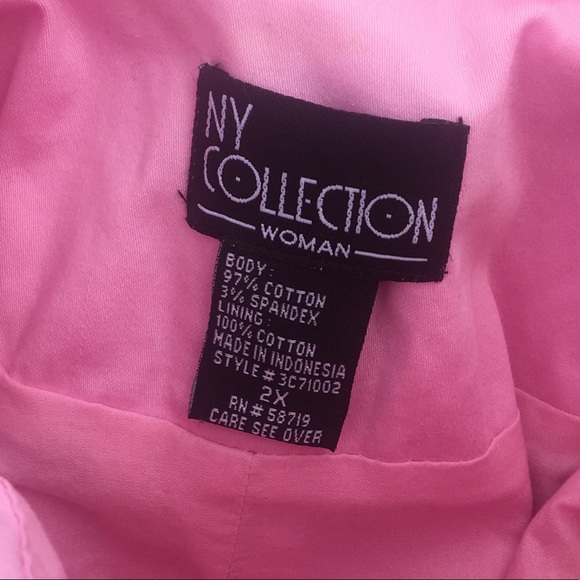 NY
COLLECTION
WOMAN
BODY:
97% COTTON
3% SPANDEX
LINING:
100% COTTON
MADE IN INDONESIA
STYLE # 3C71002
2X
RN # 58719
CARE SEE OVER